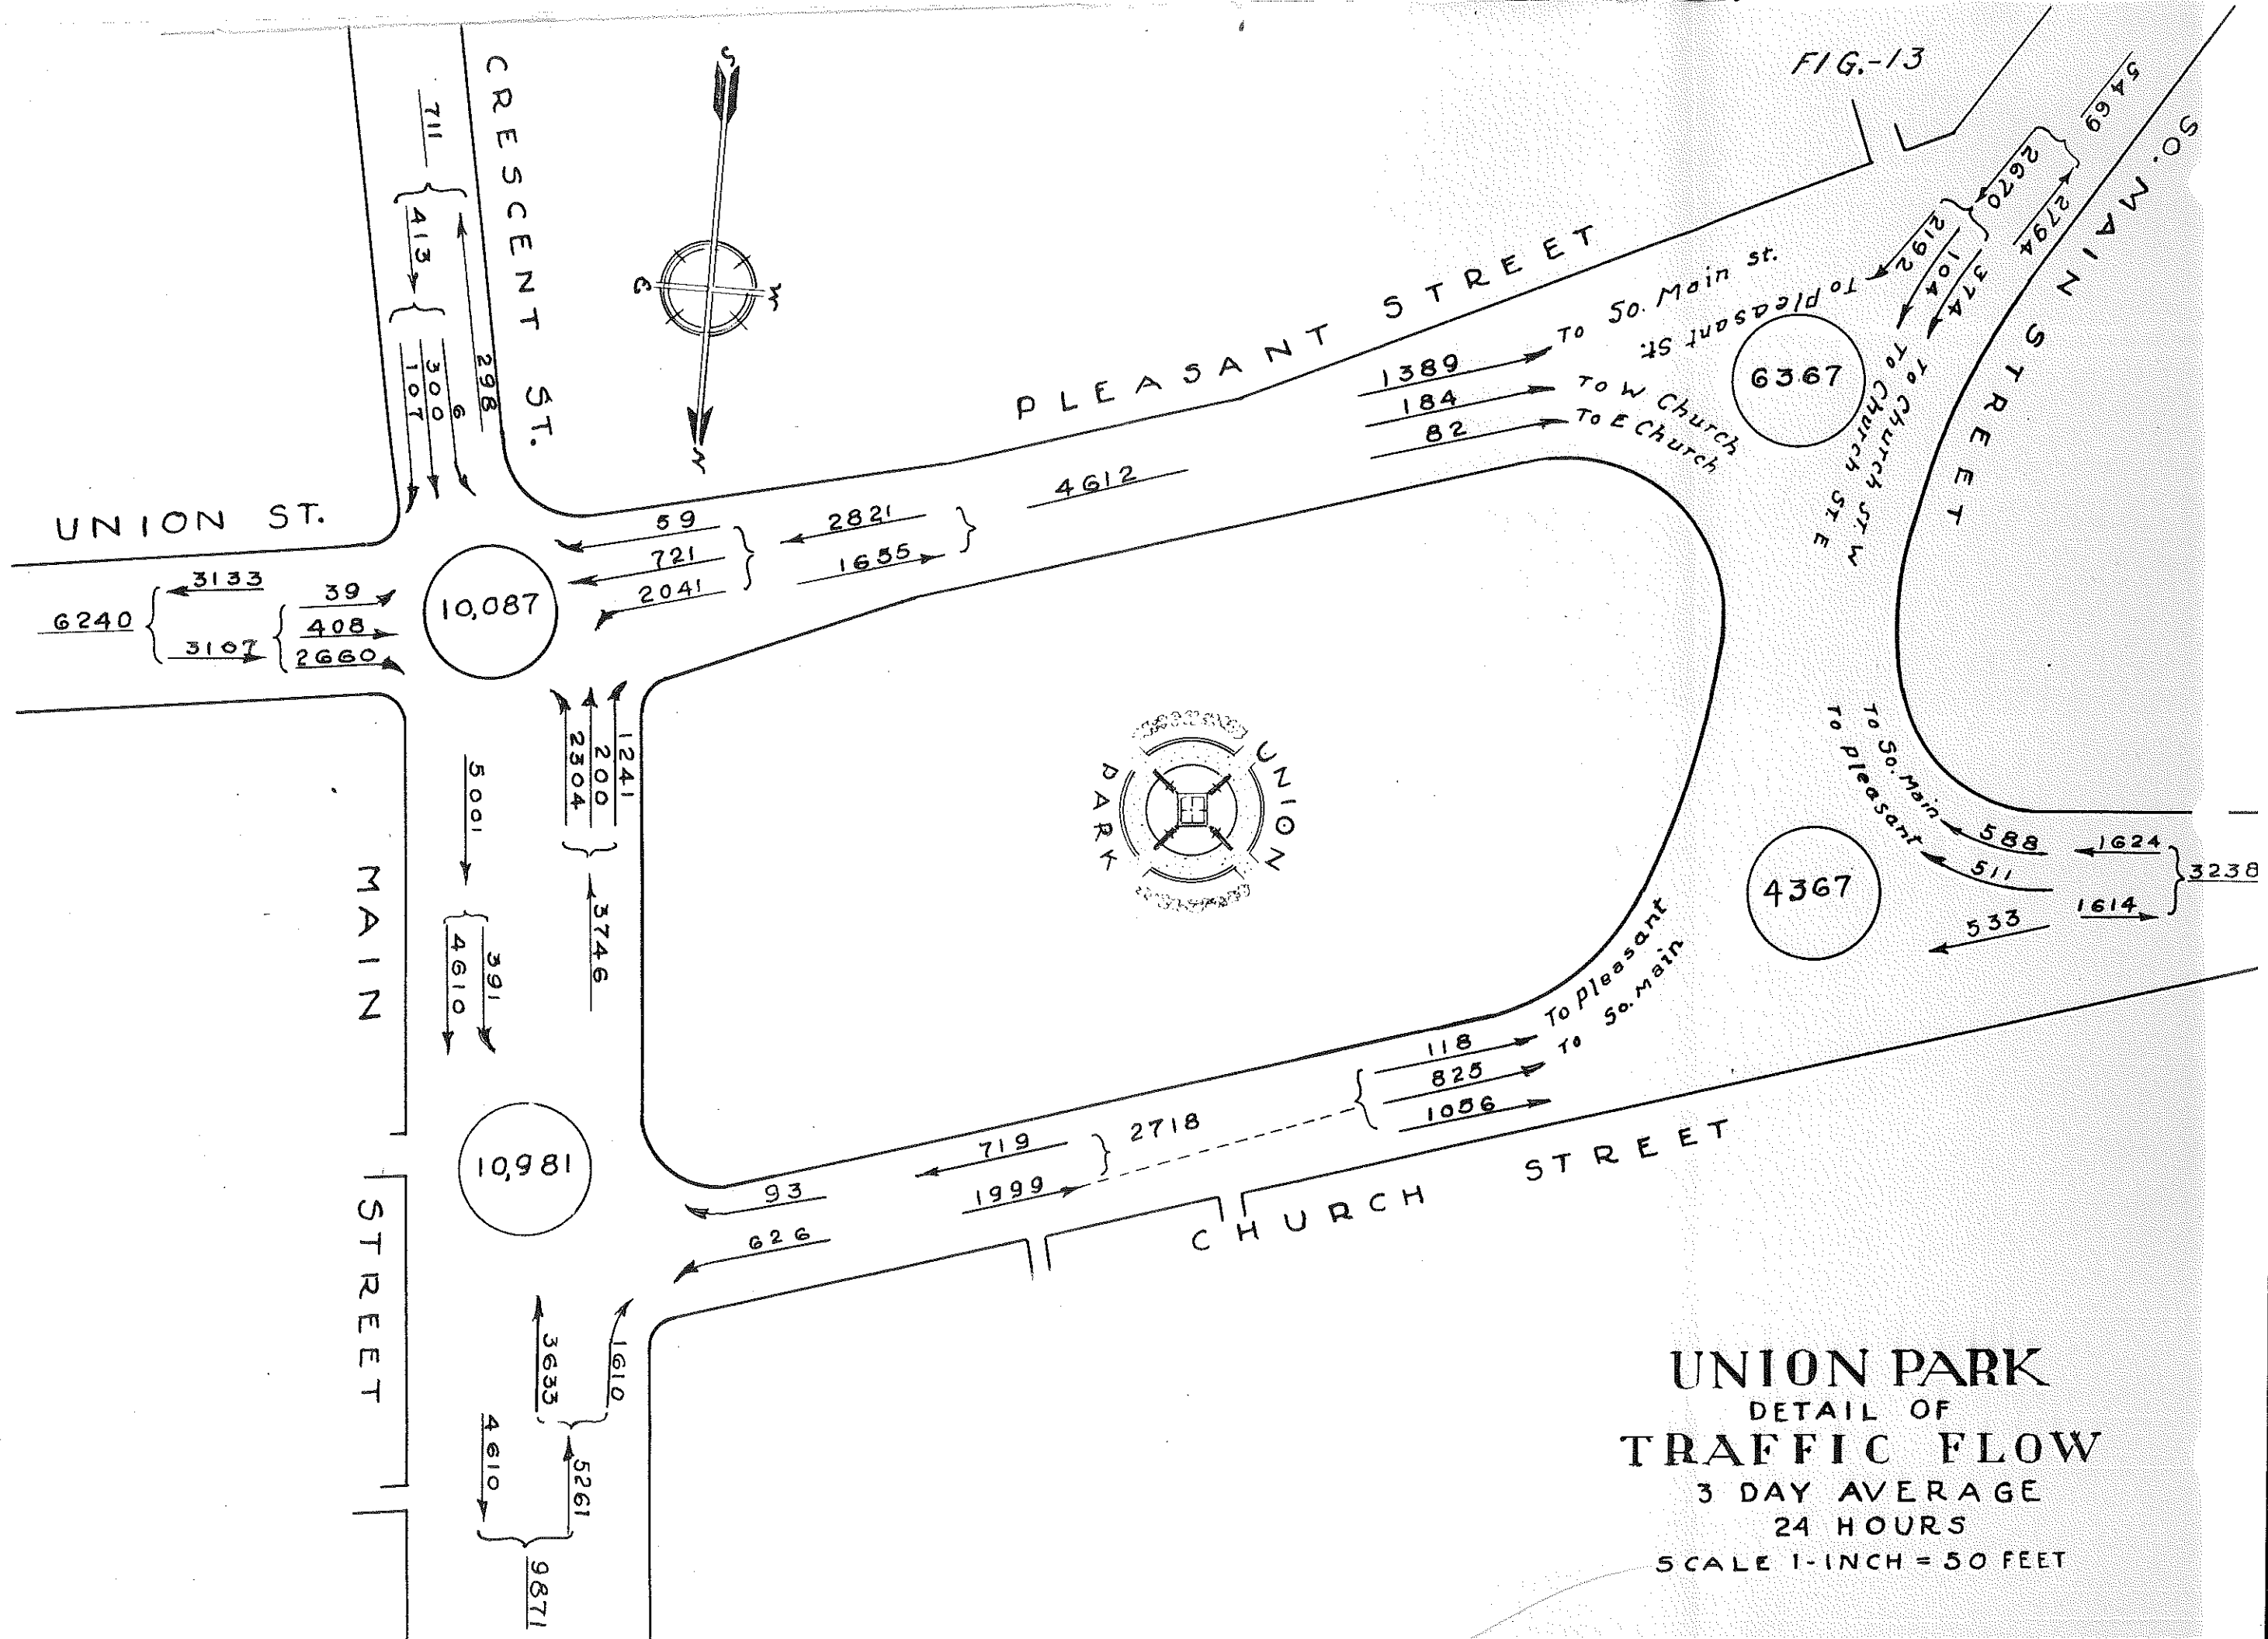 FIG.-13
CRESCENT ST.
711
413
298
107
300
6
S
E
W
N
UNION ST.
3133
6240
3107
39
408
2660
10,087
PLEASANT STREET
59
721
2041
2821
1655
4612
1389
184
82
To So. Main st.
To pleasant St.
To W Church
To E Church
SO. MAIN STREET
5469
2670
2794
2192
104
374
To Church St. W
To Church St. E
6367
2304
200
1241
3746
5001
4610
391
MAIN STREET
UNION
PARK
To So. Main
To pleasant
588
511
533
1624
1614
3238
4367
To pleasant
To So. Main
118
825
1056
2718
719
1999
93
626
CHURCH STREET
10,981
3633
1610
4610
5261
9871
UNION PARK
DETAIL OF
TRAFFIC FLOW
3 DAY AVERAGE
24 HOURS
SCALE 1-INCH = 50 FEET